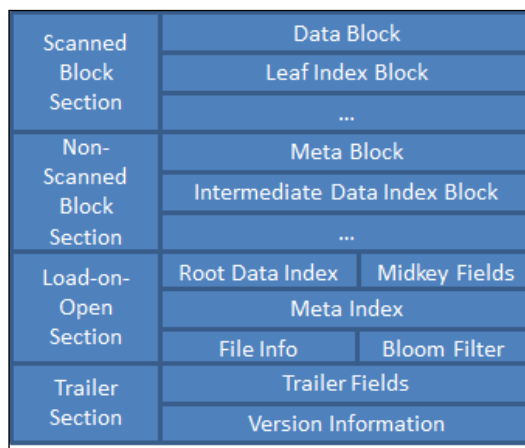 Scanned
Block
Section
Data Block
Leaf Index Block
...
Non-
Scanned
Block
Section
Meta Block
Intermediate Data Index Block
...
Load-on-
Open
Section
Root Data Index
Midkey Fields
Meta Index
File Info
Bloom Filter
Trailer
Section
Trailer Fields
Version Information